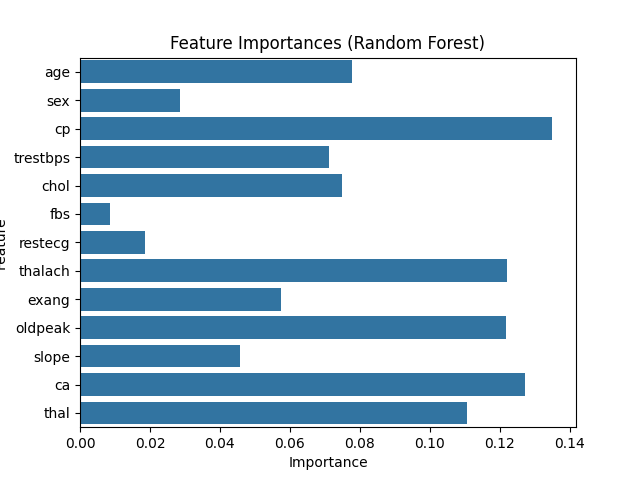 Feature Importances (Random Forest)
age
sex
cp
trestbps
chol
fbs
restecg
thalach
exang
oldpeak
slope
ca
thal
Feature
0.00 0.02 0.04 0.06 0.08 0.10 0.12 0.14
Importance